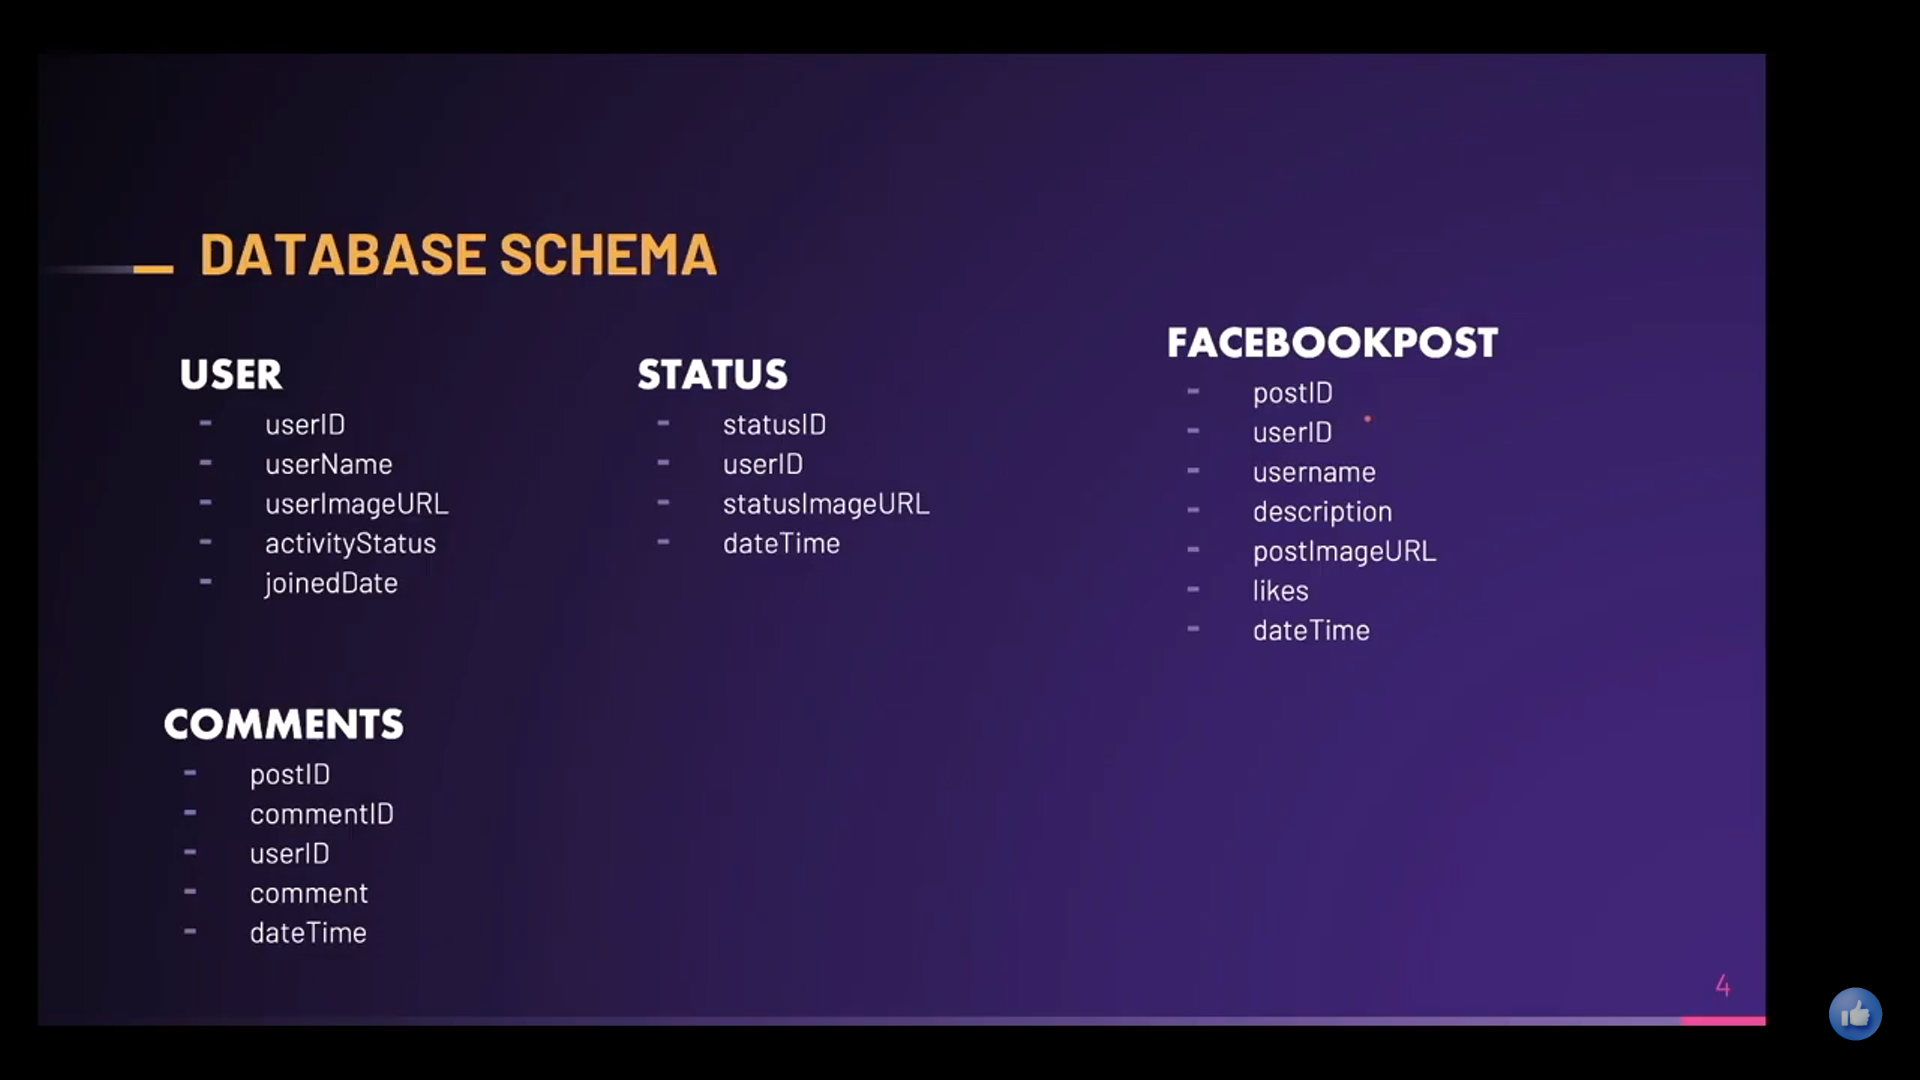 DATABASE SCHEMA
USER
- userID
- userName
- userImageURL
- activityStatus
- joinedDate
STATUS
- statusID
- userID
- statusImageURL
- dateTime
FACEBOOKPOST
- postID
- userID
- username
- description
- postImageURL
- likes
- dateTime
COMMENTS
- postID
- commentID
- userID
- comment
- dateTime
4